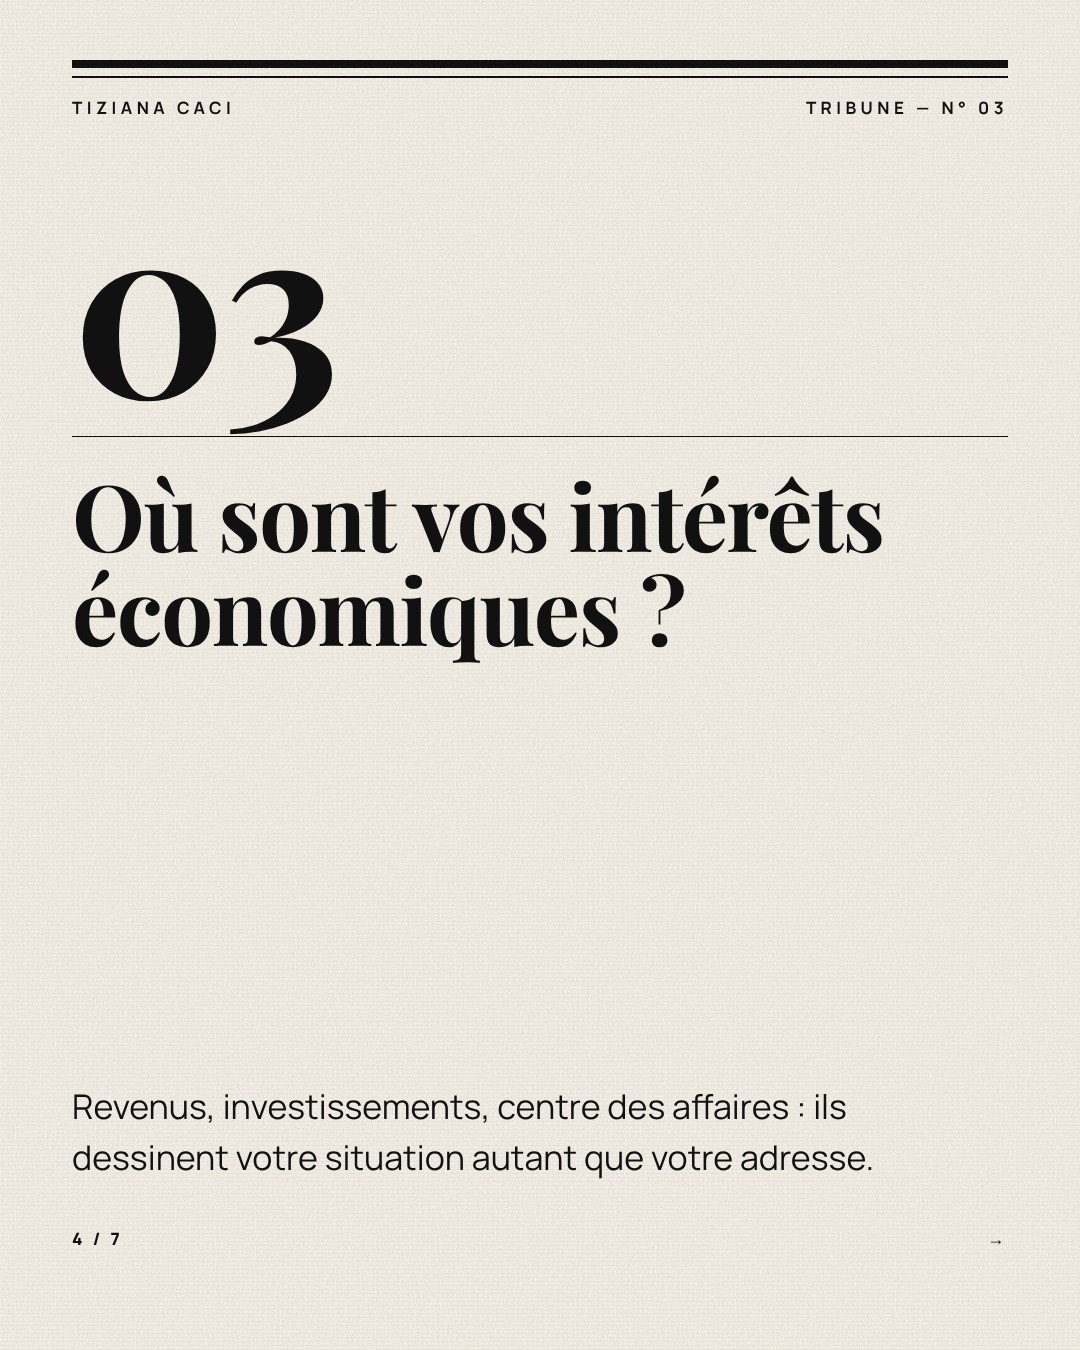 TIZIANA CACI
TRIBUNE — N° 03
03
Où sont vos intérêts
économiques ?
Revenus, investissements, centre des affaires : ils
dessinent votre situation autant que votre adresse.
4 / 7
→